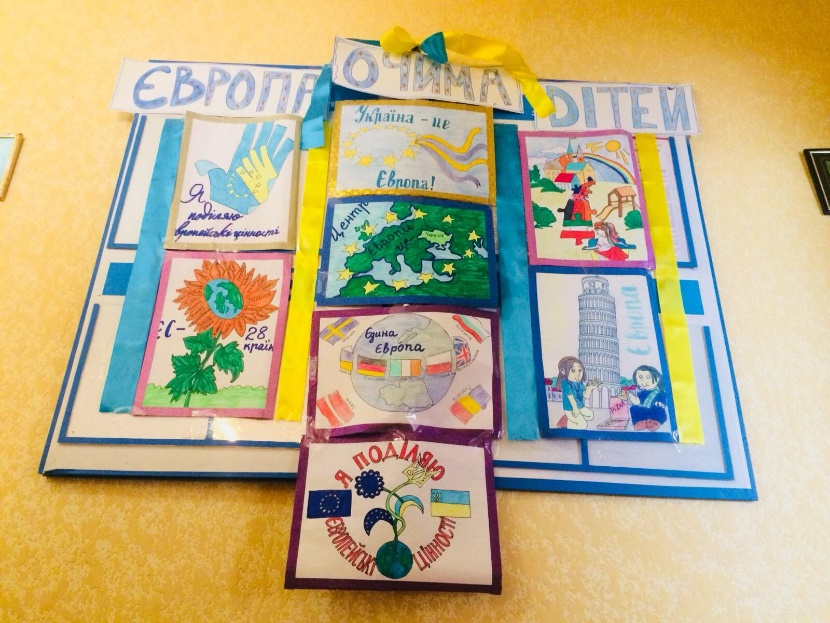 ЄВРОПА ОЧИМА ДІТЕЙ
Я
поділяю
європейські цінності
Україна - це
Європа!
Центр
Європи
це
ЄС- 28
країн
Єдина
Європа
Я ПОДІЛЯЮ
ЄВРОПЕЙСЬКІ ЦІННОСТІ